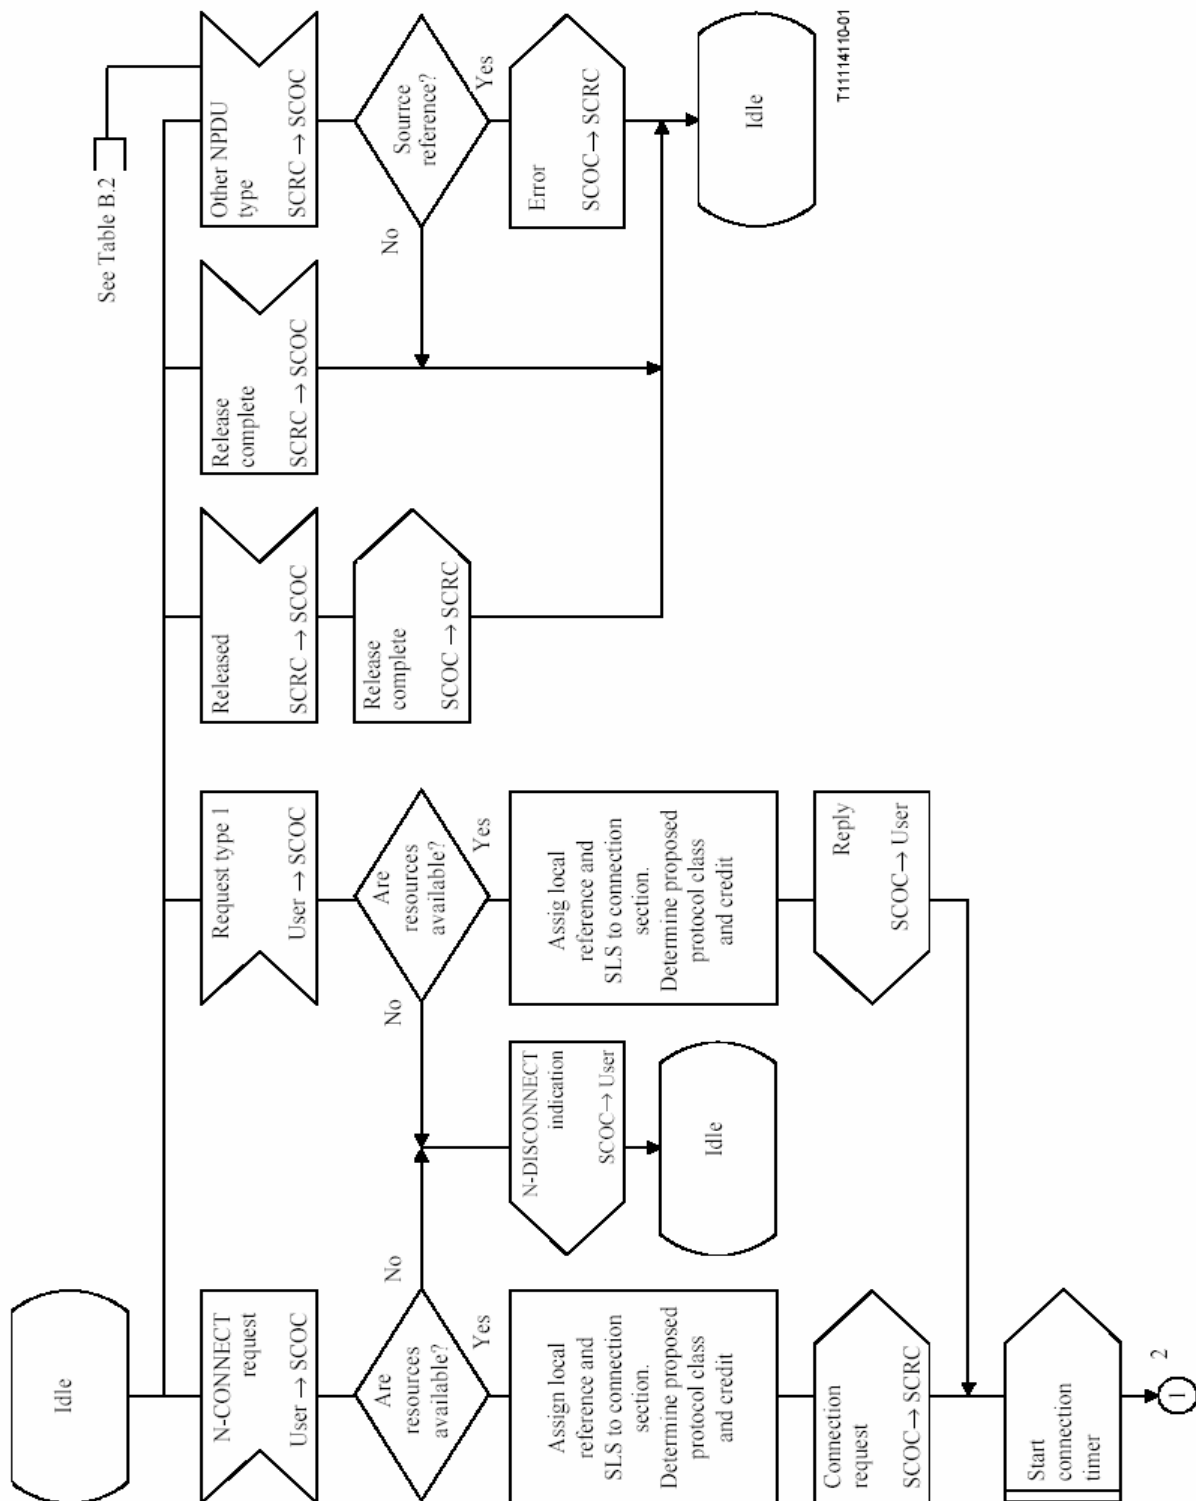 Idle
N-CONNECT
request
User → SCOC
Are
resources
available?
No
Yes
Assign local
reference and
SLS to connection
section.
Determine proposed
protocol class
and credit
Connection
request
SCOC → SCRC
Start
connection
timer
1
2
N-DISCONNECT
indication
SCOC → User
Idle
Request type 1
User → SCOC
Are
resources
available?
No
Yes
Assig local
reference and
SLS to connection
section.
Determine proposed
protocol class
and credit
Reply
SCOC → User
Released
SCRC → SCOC
Release
complete
SCOC → SCRC
Release
complete
SCRC → SCOC
See Table B.2
Other NPDU
type
SCRC → SCOC
Source
reference?
No
Yes
Error
SCOC → SCRC
Idle
T11114110-01